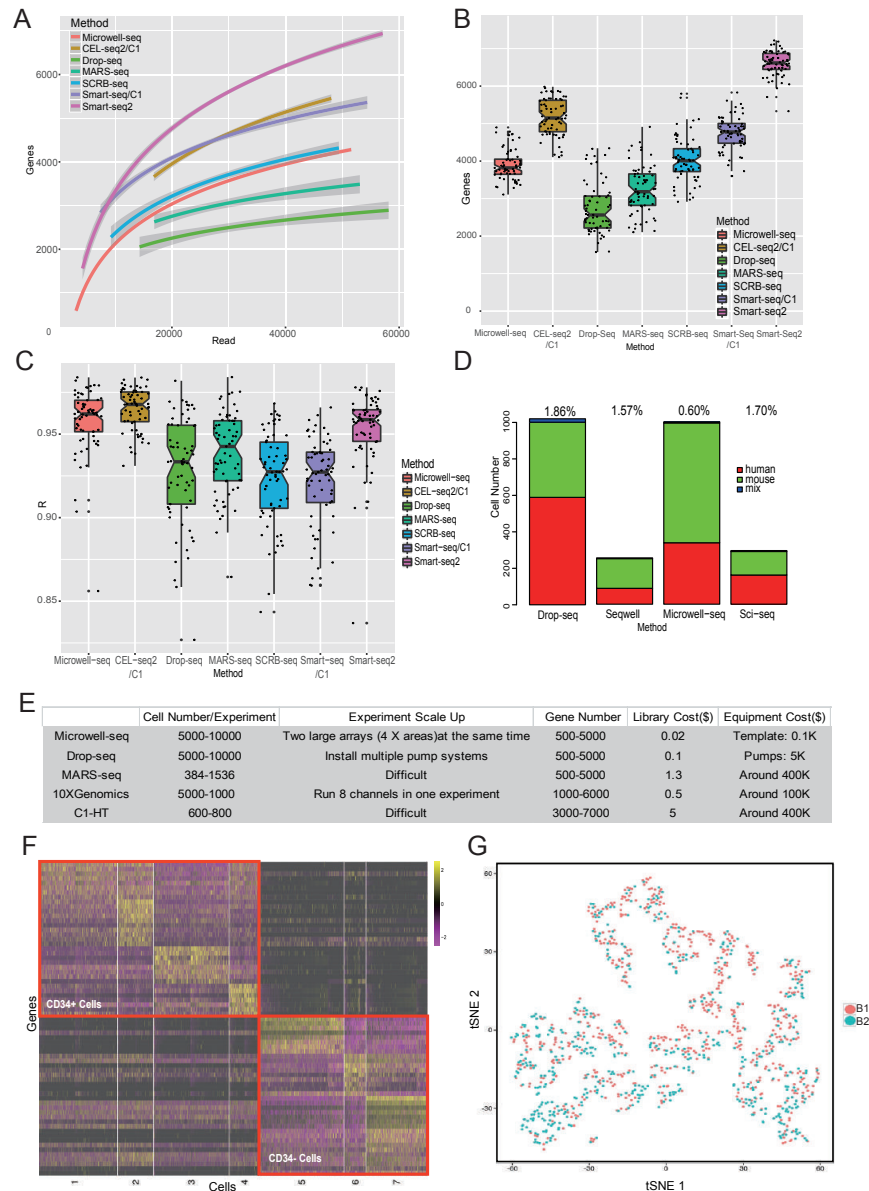 A
Method
Microwell-seq
CEL-seq2/C1
Drop-seq
MARS-seq
SCRB-seq
Smart-seq/C1
Smart-seq2
Genes
6000
4000
2000
0
20000
40000
60000
Read
B
Genes
6000
4000
2000
0
Method
Microwell-seq
CEL-seq2/C1
Drop-seq
MARS-seq
SCRB-seq
Smart-seq/C1
Smart-seq2
Microwell-seq
CEL-seq2
/C1
Drop-Seq
MARS-seq
SCRB-seq
Smart-Seq
/C1
Smart-Seq2
Method
C
R
0.95
0.90
0.85
Method
Microwell-seq
CEL-seq2/C1
Drop-seq
MARS-seq
SCRB-seq
Smart-seq/C1
Smart-seq2
Microwell-seq
CEL-seq2
/C1
Drop-seq
MARS-seq
SCRB-seq
Smart-seq
/C1
Smart-seq2
Method
D
1.86%
1.57%
0.60%
1.70%
Cell Number
1000
800
600
400
200
0
human
mouse
mix
Drop-seq
Seqwell
Microwell-seq
Sci-seq
Method
E
Cell Number/Experiment Experiment Scale Up Gene Number Library Cost($) Equipment Cost($)
Microwell-seq 5000-10000 Two large arrays (4 X areas)at the same time 500-5000 0.02 Template: 0.1K
Drop-seq 5000-10000 Install multiple pump systems 500-5000 0.1 Pumps: 5K
MARS-seq 384-1536 Difficult 500-5000 1.3 Around 400K
10XGenomics 5000-1000 Run 8 channels in one experiment 1000-6000 0.5 Around 100K
C1-HT 600-800 Difficult 3000-7000 5 Around 400K
F
Genes
CD34+ Cells
CD34- Cells
2
0
-2
1
2
3
4
5
6
7
Cells
G
tSNE 2
60
30
0
-30
-60
-30
0
30
60
tSNE 1
B1
B2